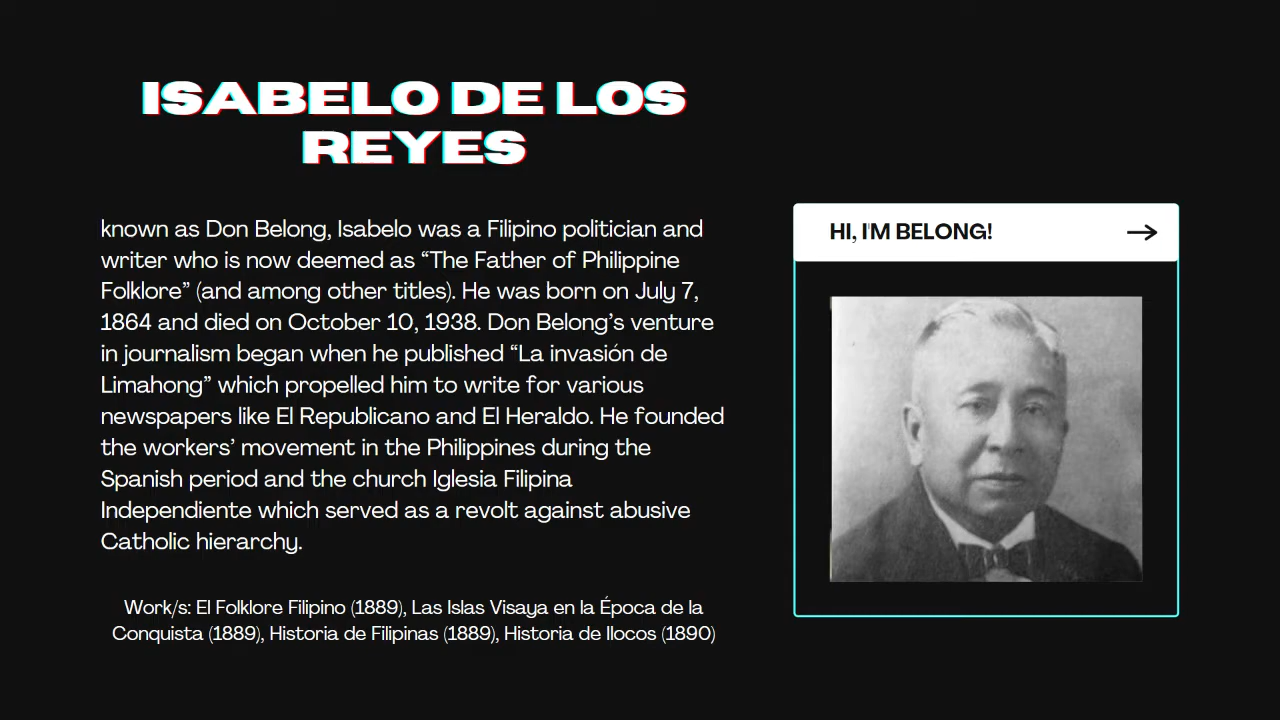 ISABELO DE LOS
REYES
known as Don Belong, Isabelo was a Filipino politician and
writer who is now deemed as “The Father of Philippine
Folklore” (and among other titles). He was born on July 7,
1864 and died on October 10, 1938. Don Belong’s venture
in journalism began when he published “La invasión de
Limahong” which propelled him to write for various
newspapers like El Republicano and El Heraldo. He founded
the workers’ movement in the Philippines during the
Spanish period and the church Iglesia Filipina
Independiente which served as a revolt against abusive
Catholic hierarchy.
Work/s: El Folklore Filipino (1889), Las Islas Visaya en la Época de la
Conquista (1889), Historia de Filipinas (1889), Historia de Ilocos (1890)
HI, I'M BELONG!